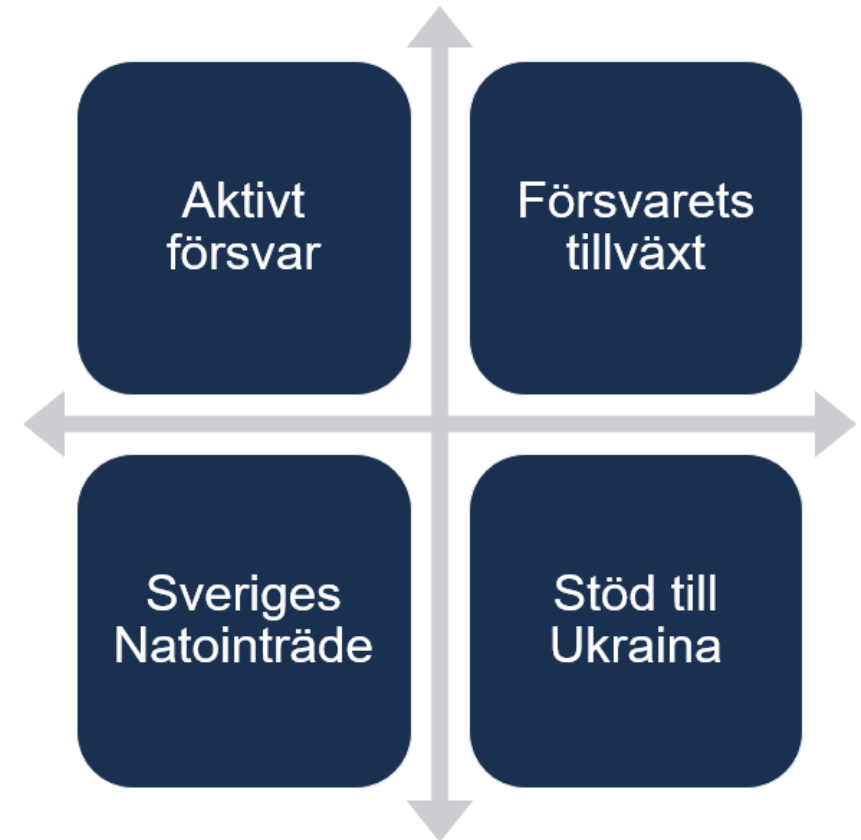 Aktivt
försvar
Försvarets
tillväxt
Sveriges
Natointräde
Stöd till
Ukraina